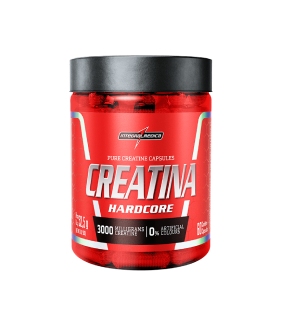 INTEGRALMEDICA
PURE CREATINE CAPSULES
CREATINA
HARDCORE
3000 MILLIGRAMS CREATINE 0% ARTIFICIAL COLOURS